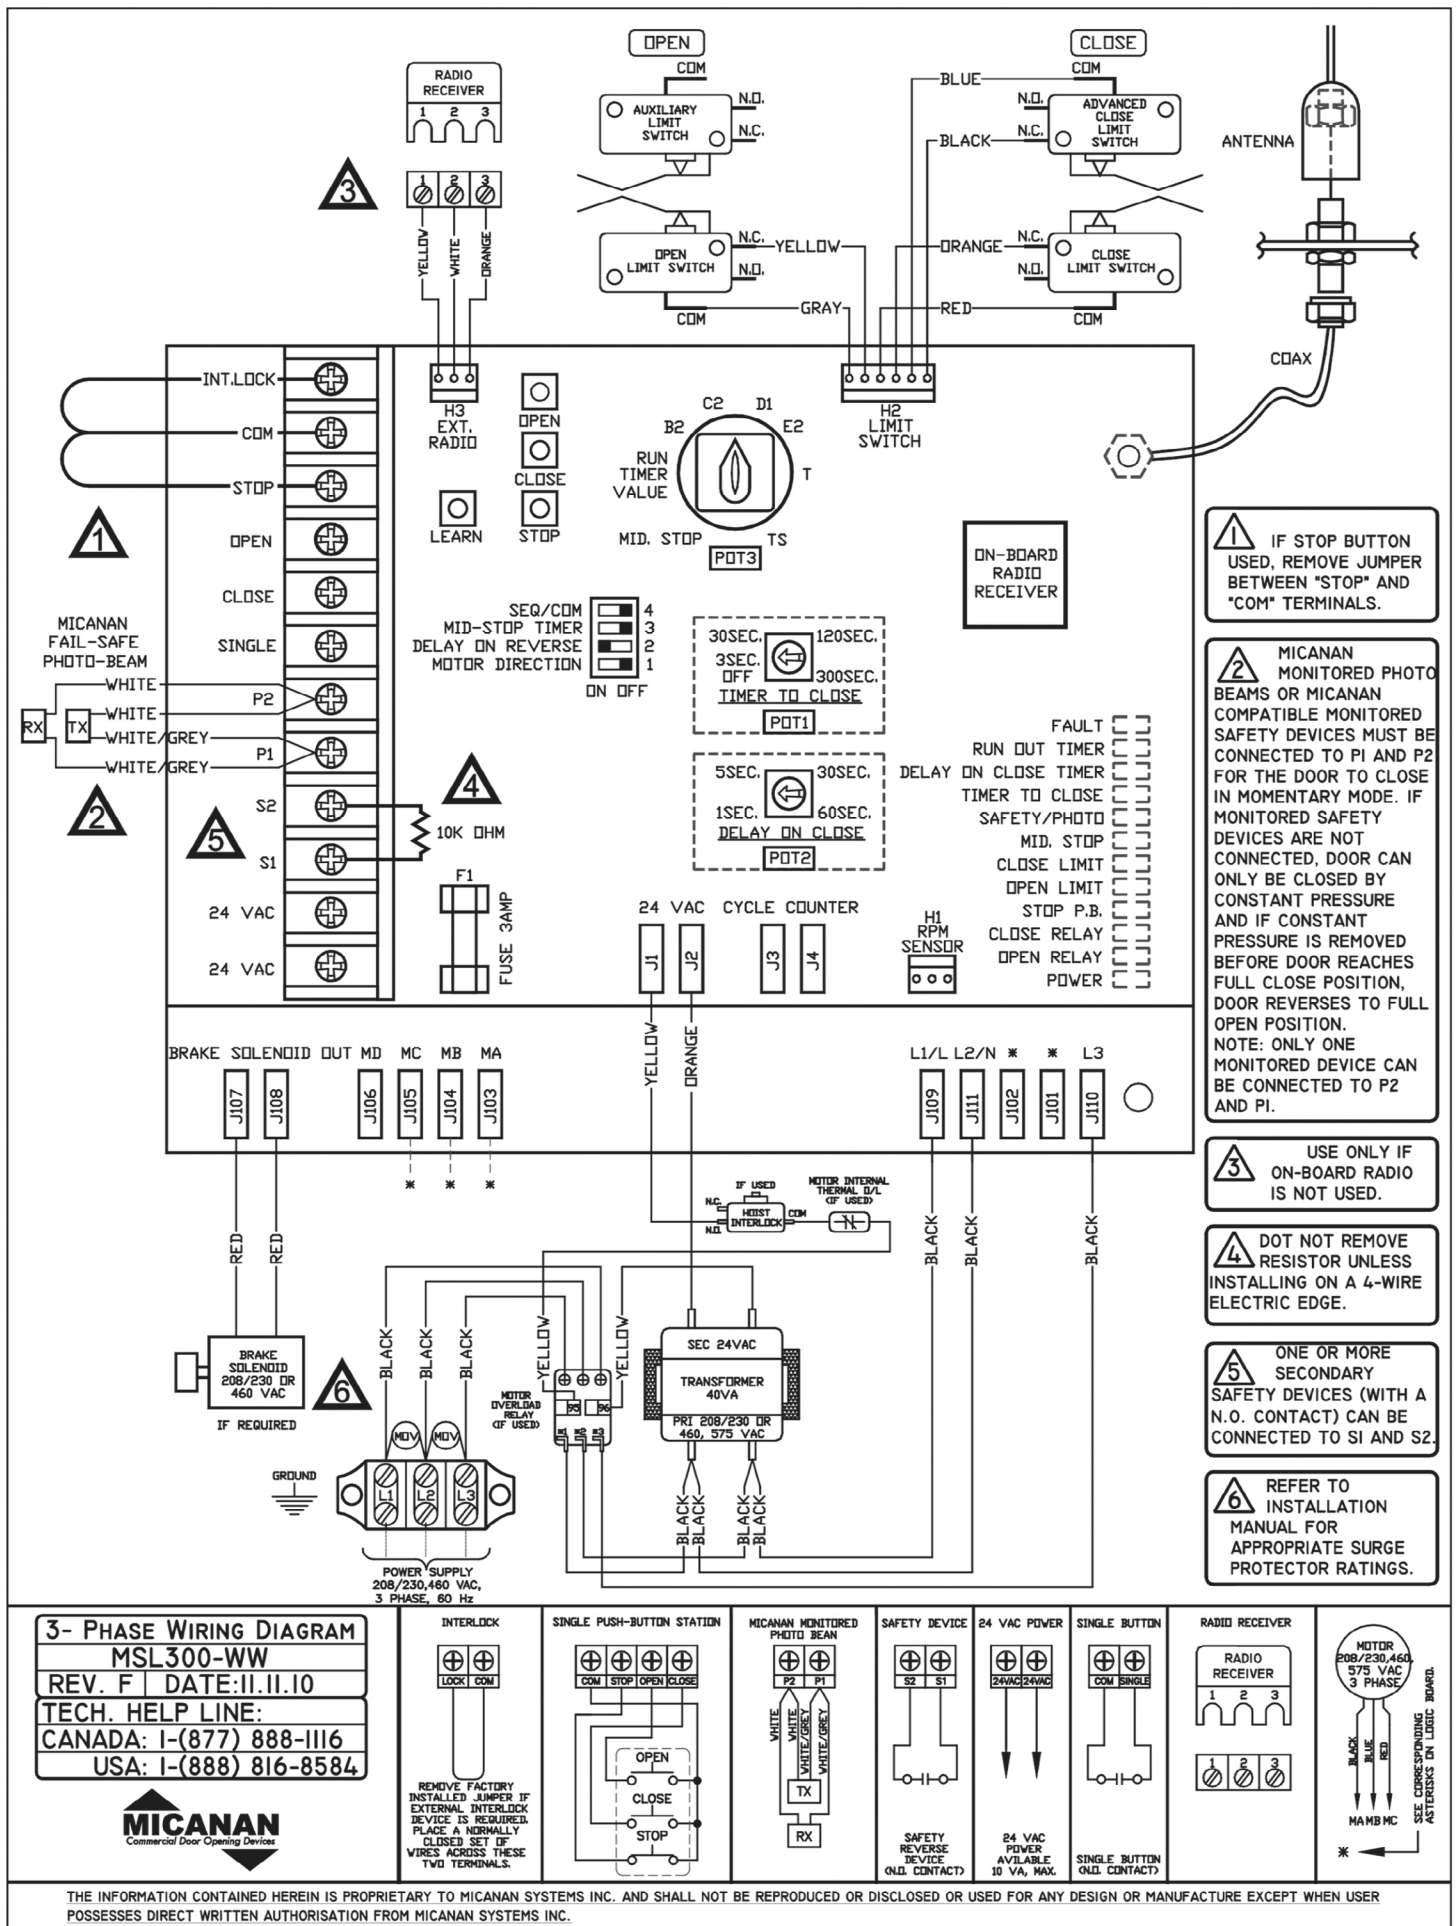 OPEN
CLOSE
RADIO
RECEIVER
1 2 3
COM
AUXILIARY
LIMIT
SWITCH
N.O.
N.C.
BLUE
COM
N.O.
ADVANCED
CLOSE
LIMIT
SWITCH
BLACK
N.C.
ANTENNA
3
1 2 3
YELLOW
WHITE
ORANGE
OPEN
LIMIT SWITCH
N.C.
YELLOW
N.O.
GRAY
COM
ORANGE
N.C.
CLOSE
LIMIT SWITCH
N.O.
RED
COM
COAX
INT.LOCK
COM
STOP
OPEN
CLOSE
SINGLE
P2
P1
S2
S1
24 VAC
24 VAC
1
H3
EXT.
RADIO
OPEN
CLOSE
LEARN
STOP
C2 D1
B2 E2
RUN
TIMER
VALUE
T
MID. STOP TS
POT3
H2
LIMIT
SWITCH
ON-BOARD
RADIO
RECEIVER
MICANAN
FAIL-SAFE
PHOTO-BEAM
WHITE
WHITE
RX TX
WHITE/GREY
WHITE/GREY
2
5
4
10K OHM
SEQ/COM 4
MID-STOP TIMER 3
DELAY ON REVERSE 2
MOTOR DIRECTION 1
ON OFF
30SEC. 120SEC.
3SEC.
OFF 300SEC.
TIMER TO CLOSE
POT1
5SEC. 30SEC.
1SEC. 60SEC.
DELAY ON CLOSE
POT2
F1
FUSE 3AMP
24 VAC CYCLE COUNTER
J1 J2 J3 J4
H1
RPM
SENSOR
FAULT
RUN OUT TIMER
DELAY ON CLOSE TIMER
TIMER TO CLOSE
SAFETY/PHOTO
MID. STOP
CLOSE LIMIT
OPEN LIMIT
STOP P.B.
CLOSE RELAY
OPEN RELAY
POWER
BRAKE SOLENOID OUT MD MC MB MA
J107 J108 J106 J105 J104 J103
* * *
YELLOW
ORANGE
L1/L L2/N * * L3
J109 J111 J102 J101 J110
RED RED
BRAKE
SOLENOID
208/230 OR
460 VAC
IF REQUIRED
6
IF USED
N.C.
HOIST
INTERLOCK
N.O.
COM
MOTOR INTERNAL
THERMAL O/L
(IF USED)
BLACK BLACK BLACK
BLACK BLACK BLACK
YELLOW YELLOW
MOTOR
OVERLOAD
RELAY
(IF USED)
95 96
*1 *2 *3
SEC 24VAC
TRANSFORMER
40VA
PRI 208/230 OR
460, 575 VAC
BLACK BLACK BLACK BLACK
MOV MOV
GROUND
L1 L2 L3
POWER SUPPLY
208/230,460 VAC,
3 PHASE, 60 Hz
1 IF STOP BUTTON
USED, REMOVE JUMPER
BETWEEN "STOP" AND
"COM" TERMINALS.
2 MICANAN
MONITORED PHOTO
BEAMS OR MICANAN
COMPATIBLE MONITORED
SAFETY DEVICES MUST BE
CONNECTED TO P1 AND P2
FOR THE DOOR TO CLOSE
IN MOMENTARY MODE. IF
MONITORED SAFETY
DEVICES ARE NOT
CONNECTED, DOOR CAN
ONLY BE CLOSED BY
CONSTANT PRESSURE
AND IF CONSTANT
PRESSURE IS REMOVED
BEFORE DOOR REACHES
FULL CLOSE POSITION,
DOOR REVERSES TO FULL
OPEN POSITION.
NOTE: ONLY ONE
MONITORED DEVICE CAN
BE CONNECTED TO P2
AND P1.
3 USE ONLY IF
ON-BOARD RADIO
IS NOT USED.
4 DOT NOT REMOVE
RESISTOR UNLESS
INSTALLING ON A 4-WIRE
ELECTRIC EDGE.
5 ONE OR MORE
SECONDARY
SAFETY DEVICES (WITH A
N.O. CONTACT) CAN BE
CONNECTED TO S1 AND S2.
6 REFER TO
INSTALLATION
MANUAL FOR
APPROPRIATE SURGE
PROTECTOR RATINGS.
3- PHASE WIRING DIAGRAM
MSL300-WW
REV. F DATE:11.11.10
TECH. HELP LINE:
CANADA: 1-(877) 888-1116
USA: 1-(888) 816-8584
MICANAN
Commercial Door Opening Devices
INTERLOCK
LOCK COM
REMOVE FACTORY
INSTALLED JUMPER IF
EXTERNAL INTERLOCK
DEVICE IS REQUIRED.
PLACE A NORMALLY
CLOSED SET OF
WIRES ACROSS THESE
TWO TERMINALS.
SINGLE PUSH-BUTTON STATION
COM STOP OPEN CLOSE
OPEN
CLOSE
STOP
MICANAN MONITORED
PHOTO BEAN
P2 P1
WHITE WHITE WHITE/GREY WHITE/GREY
TX
RX
SAFETY DEVICE
S2 S1
SAFETY
REVERSE
DEVICE
(N.O. CONTACT)
24 VAC POWER
24VAC 24VAC
24 VAC
POWER
AVILABLE
10 VA, MAX.
SINGLE BUTTON
COM SINGLE
SINGLE BUTTON
(N.O. CONTACT)
RADIO RECEIVER
RADIO
RECEIVER
1 2 3
1 2 3
MOTOR
208/230,460,
575 VAC
3 PHASE
BLACK BLUE RED
MA MB MC
*
SEE CORRESPONDING
ASTERISKS ON LOGIC BOARD.
THE INFORMATION CONTAINED HEREIN IS PROPRIETARY TO MICANAN SYSTEMS INC. AND SHALL NOT BE REPRODUCED OR DISCLOSED OR USED FOR ANY DESIGN OR MANUFACTURE EXCEPT WHEN USER
POSSESSES DIRECT WRITTEN AUTHORISATION FROM MICANAN SYSTEMS INC.